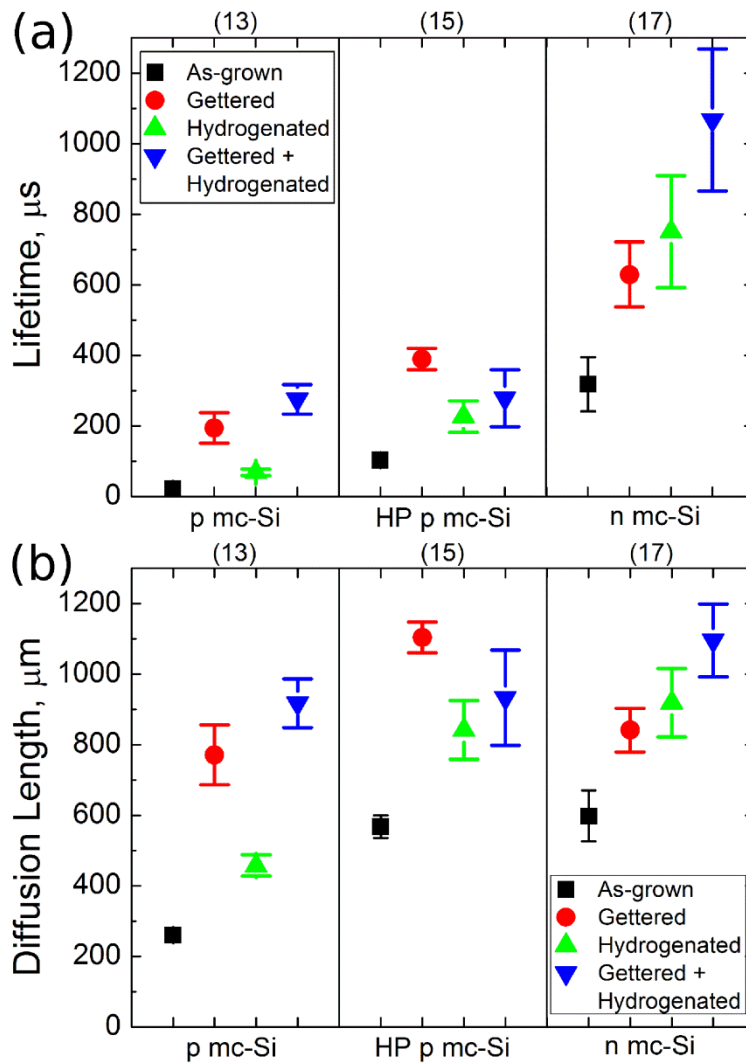 (a)
(13) (15) (17)
1200
1000
800
600
400
200
0
Lifetime, μs
As-grown
Gettered
Hydrogenated
Gettered +
Hydrogenated
p mc-Si HP p mc-Si n mc-Si
(b)
(13) (15) (17)
1200
1000
800
600
400
200
0
Diffusion Length, μm
As-grown
Gettered
Hydrogenated
Gettered +
Hydrogenated
p mc-Si HP p mc-Si n mc-Si